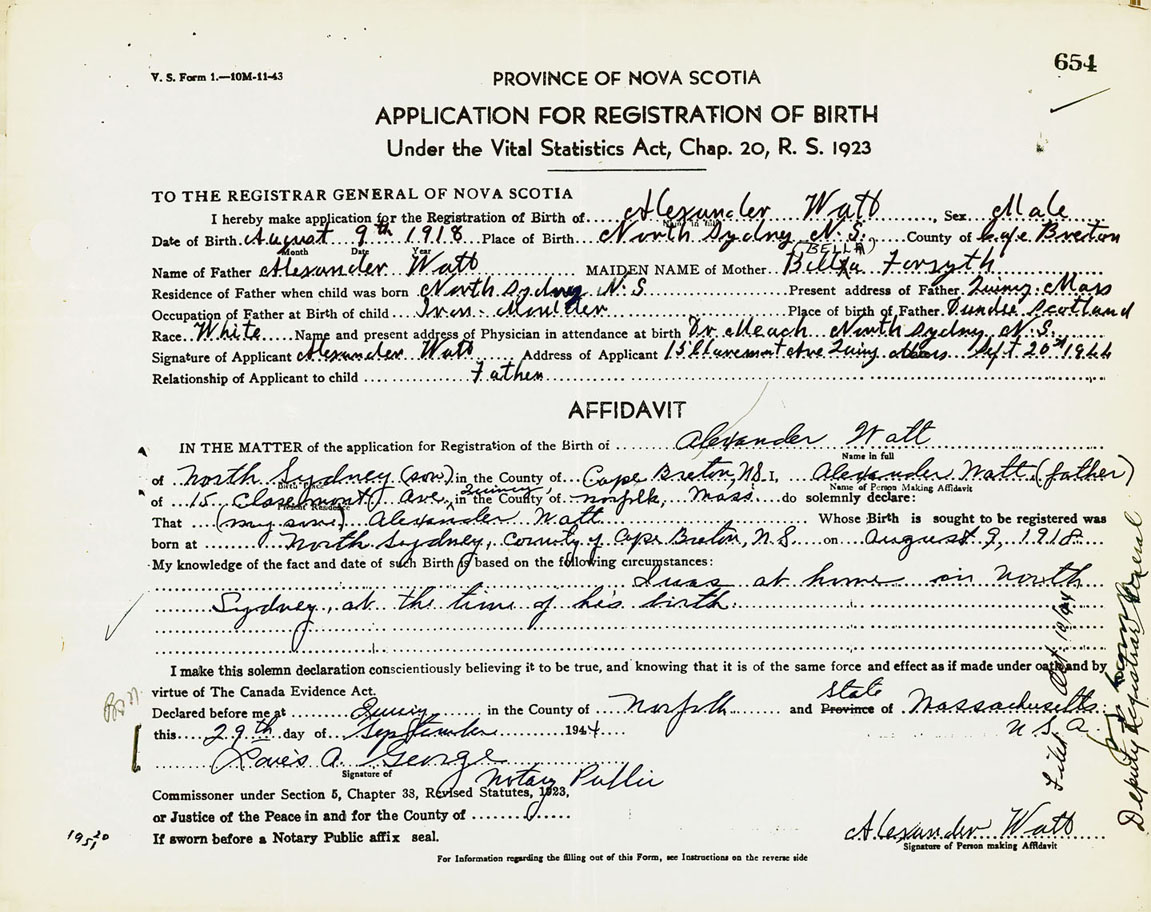 V. S. Form 1.—10M-11-43
654
PROVINCE OF NOVA SCOTIA
APPLICATION FOR REGISTRATION OF BIRTH
Under the Vital Statistics Act, Chap. 20, R. S. 1923
TO THE REGISTRAR GENERAL OF NOVA SCOTIA
I hereby make application for the Registration of Birth of Alexander Watt, Sex Male
Name in full
Date of Birth August 9th 1918 Place of Birth North Sydney N.S. County of Cape Breton
Month Date Year
(BELLA)
Name of Father Alexander Watt MAIDEN NAME of Mother Forsyth
Residence of Father when child was born North Sydney N.S Present address of Father Quincy Mass
Occupation of Father at Birth of child Iron Moulder Place of birth of Father Dundee Scotland
Race White Name and present address of Physician in attendance at birth Dr. Meach North Sydney N.S.
Signature of Applicant Alexander Watt Address of Applicant 15 Claremont Ave Quincy Mass Sept 20th 1944
Relationship of Applicant to child Father
AFFIDAVIT
IN THE MATTER of the application for Registration of the Birth of Alexander Watt
Name in full
of North Sydney (son) in the County of Cape Breton, N.S. I, Alexander Watt (father)
Birth Place Name of Person Making Affidavit
of 15 Claremont Ave., Quincy in the County of Norfolk, Mass. do solemnly declare:
Present Residence
That (my son) Alexander Watt Whose Birth is sought to be registered was
born at North Sydney, County of Cape Breton, N.S. on August 9, 1918
My knowledge of the fact and date of such Birth is based on the following circumstances:
I was at home in North
Sydney, at the time of his birth.
I make this solemn declaration conscientiously believing it to be true, and knowing that it is of the same force and effect as if made under oath and by
virtue of The Canada Evidence Act.
State
Declared before me at Quincy in the County of Norfolk and Province of Massachusetts
this 29th day of September 1944 U.S.A.
Louis A. George
Signature of Notary Public
Commissoner under Section 5, Chapter 38, Revised Statutes, 1923,
or Justice of the Peace in and for the County of
If sworn before a Notary Public affix seal.
Alexander Watt
Signature of Person making Affidavit
For Information regarding the filling out of this Form, see Instructions on the reverse side
Filed Oct 10/44
Deputy Registrar General